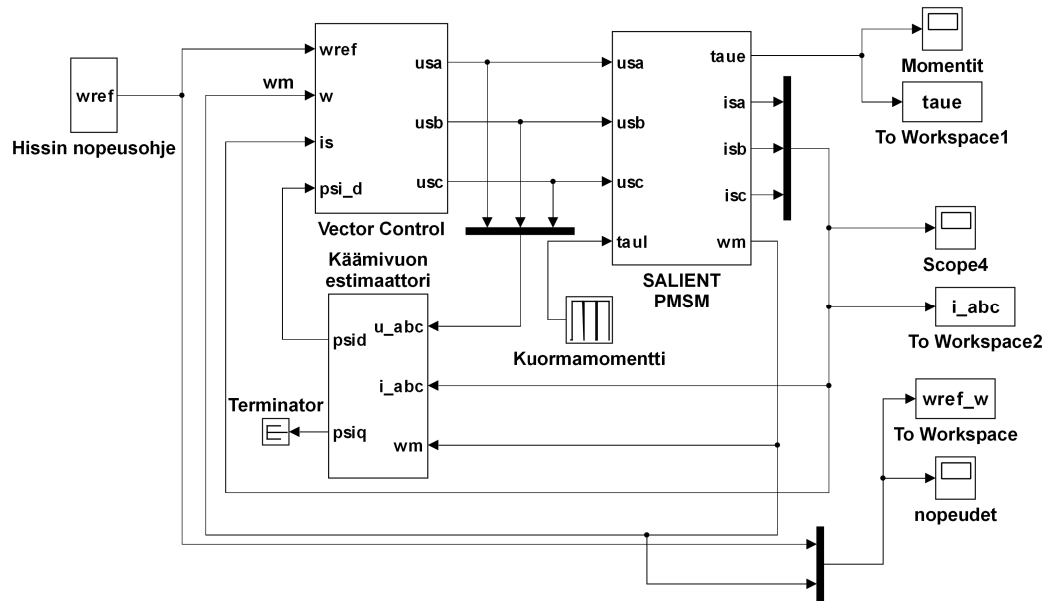 wref
Hissin nopeusohje
wm
wref
w
is
psi_d
usa
usb
usc
Vector Control
usa
usb
usc
taul
taue
isa
isb
isc
wm
SALIENT
PMSM
Momentit
taue
To Workspace1
Scope4
i_abc
To Workspace2
Käämivuon
estimaattori
psid
psiq
u_abc
i_abc
wm
Kuormamomentti
Terminator
wref_w
To Workspace
nopeudet